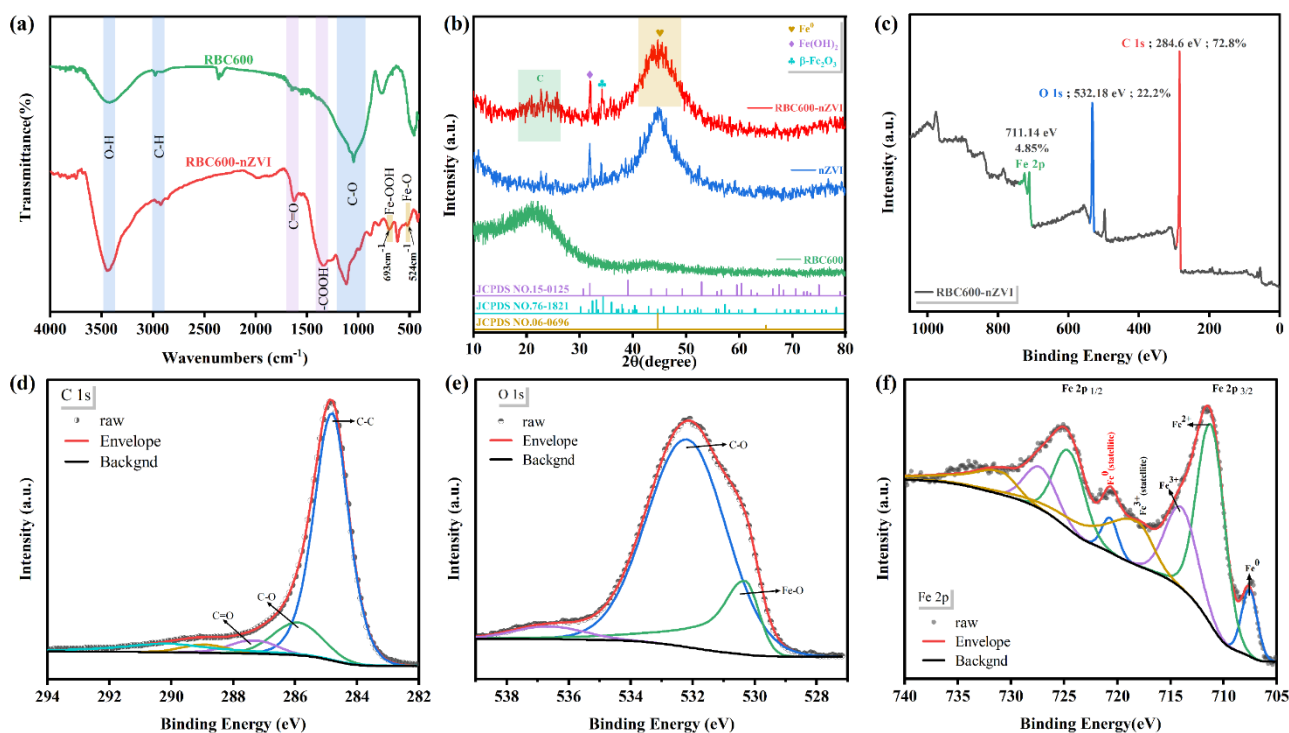 (a)
RBC600
RBC600-nZVI
O-H
C-H
C=O
-COOH
C-O
Fe-COOH
Fe-O
693cm-1
524cm-1
Transmittance(%)
4000 3500 3000 2500 2000 1500 1000 500
Wavenumbers (cm-1)
(b)
♥ Fe0
♦ Fe(OH)2
♣ β-Fe2O3
C
RBC600-nZVI
nZVI
RBC600
JCPDS NO.15-0125
JCPDS NO.76-1821
JCPDS NO.06-0696
Intensity (a.u.)
10 20 30 40 50 60 70 80
2θ(degree)
(c)
C 1s ; 284.6 eV ; 72.8%
O 1s ; 532.18 eV ; 22.2%
711.14 eV
4.85%
Fe 2p
RBC600-nZVI
Intensity (a.u.)
1000 800 600 400 200 0
Binding Energy (eV)
(d)
C 1s
raw
Envelope
Backgnd
C-C
C-O
C=O
Intensity (a.u.)
294 292 290 288 286 284 282
Binding Energy (eV)
(e)
O 1s
raw
Envelope
Backgnd
C-O
Fe-O
Intensity (a.u.)
538 536 534 532 530 528
Binding Energy (eV)
(f)
Fe 2p 1/2
Fe 2p 3/2
Fe0 (statellite)
Fe3+ (statellite)
Fe2+
Fe3+
Fe0
Fe 2p
raw
Envelope
Backgnd
Intensity (a.u.)
740 735 730 725 720 715 710 705
Binding Energy(eV)